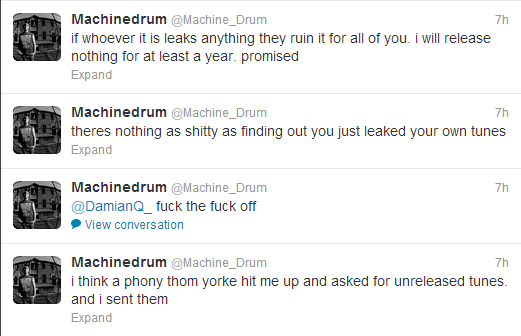 Machinedrum @Machine_Drum 7h
if whoever it is leaks anything they ruin it for all of you. i will release
nothing for at least a year. promised
Expand
Machinedrum @Machine_Drum 7h
theres nothing as shitty as finding out you just leaked your own tunes
Expand
Machinedrum @Machine_Drum 7h
@DamianQ_ fuck the fuck off
View conversation
Machinedrum @Machine_Drum 7h
i think a phony thom yorke hit me up and asked for unreleased tunes.
and i sent them
Expand